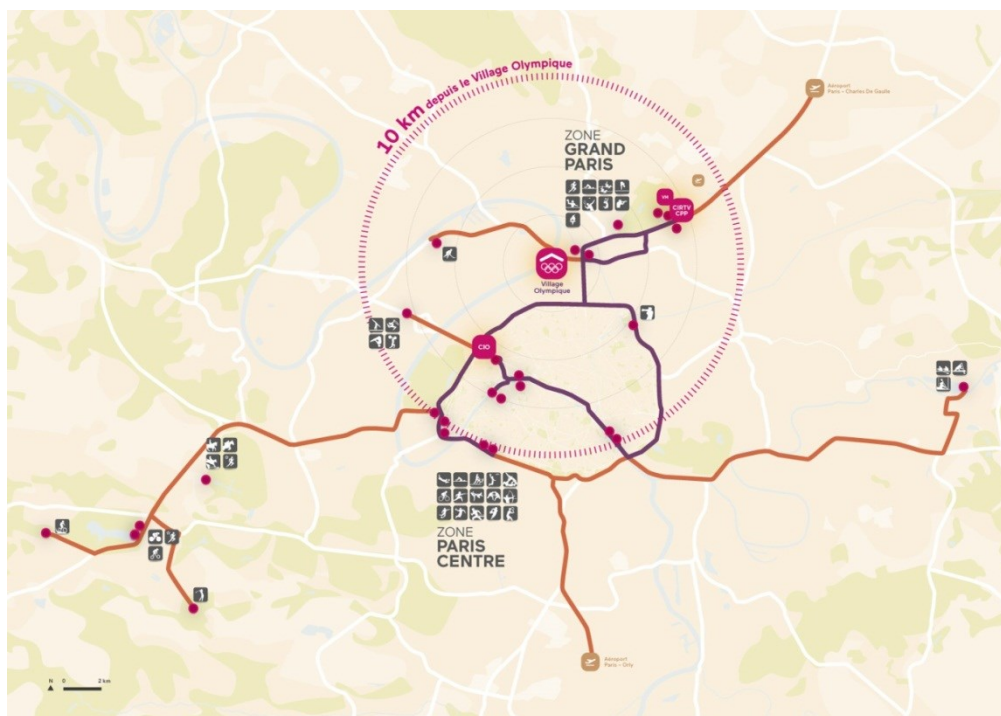 10 km depuis le Village Olympique
Aéroport
Paris - Charles De Gaulle
ZONE
GRAND
PARIS
VM
CIRTV
CPP
Village
Olympique
CIO
ZONE
PARIS
CENTRE
Aéroport
Paris - Orly
N 0 2 km